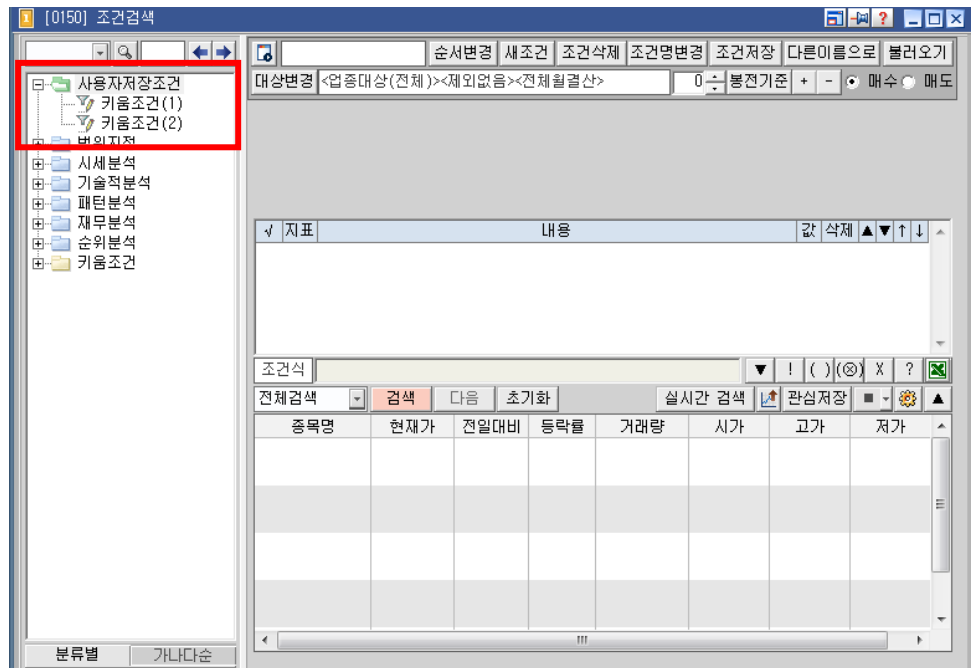 [0150] 조건검색
순서변경 새조건 조건삭제 조건명변경 조건저장 다른이름으로 불러오기
대상변경 <업종대상(전체)><제외없음><전체월결산> 0 봉전기준 + - 매수 매도
사용자저장조건
키움조건(1)
키움조건(2)
범위지정
시세분석
기술적분석
패턴분석
재무분석
순위분석
키움조건
√ 지표 내용 값 삭제 ▲ ▼ ↑ ↓
조건식 ▼ ! ( ) (⊗) X ?
전체검색 검색 다음 초기화 실시간 검색 관심저장 ■ ▲
종목명 현재가 전일대비 등락률 거래량 시가 고가 저가
분류별 가나다순